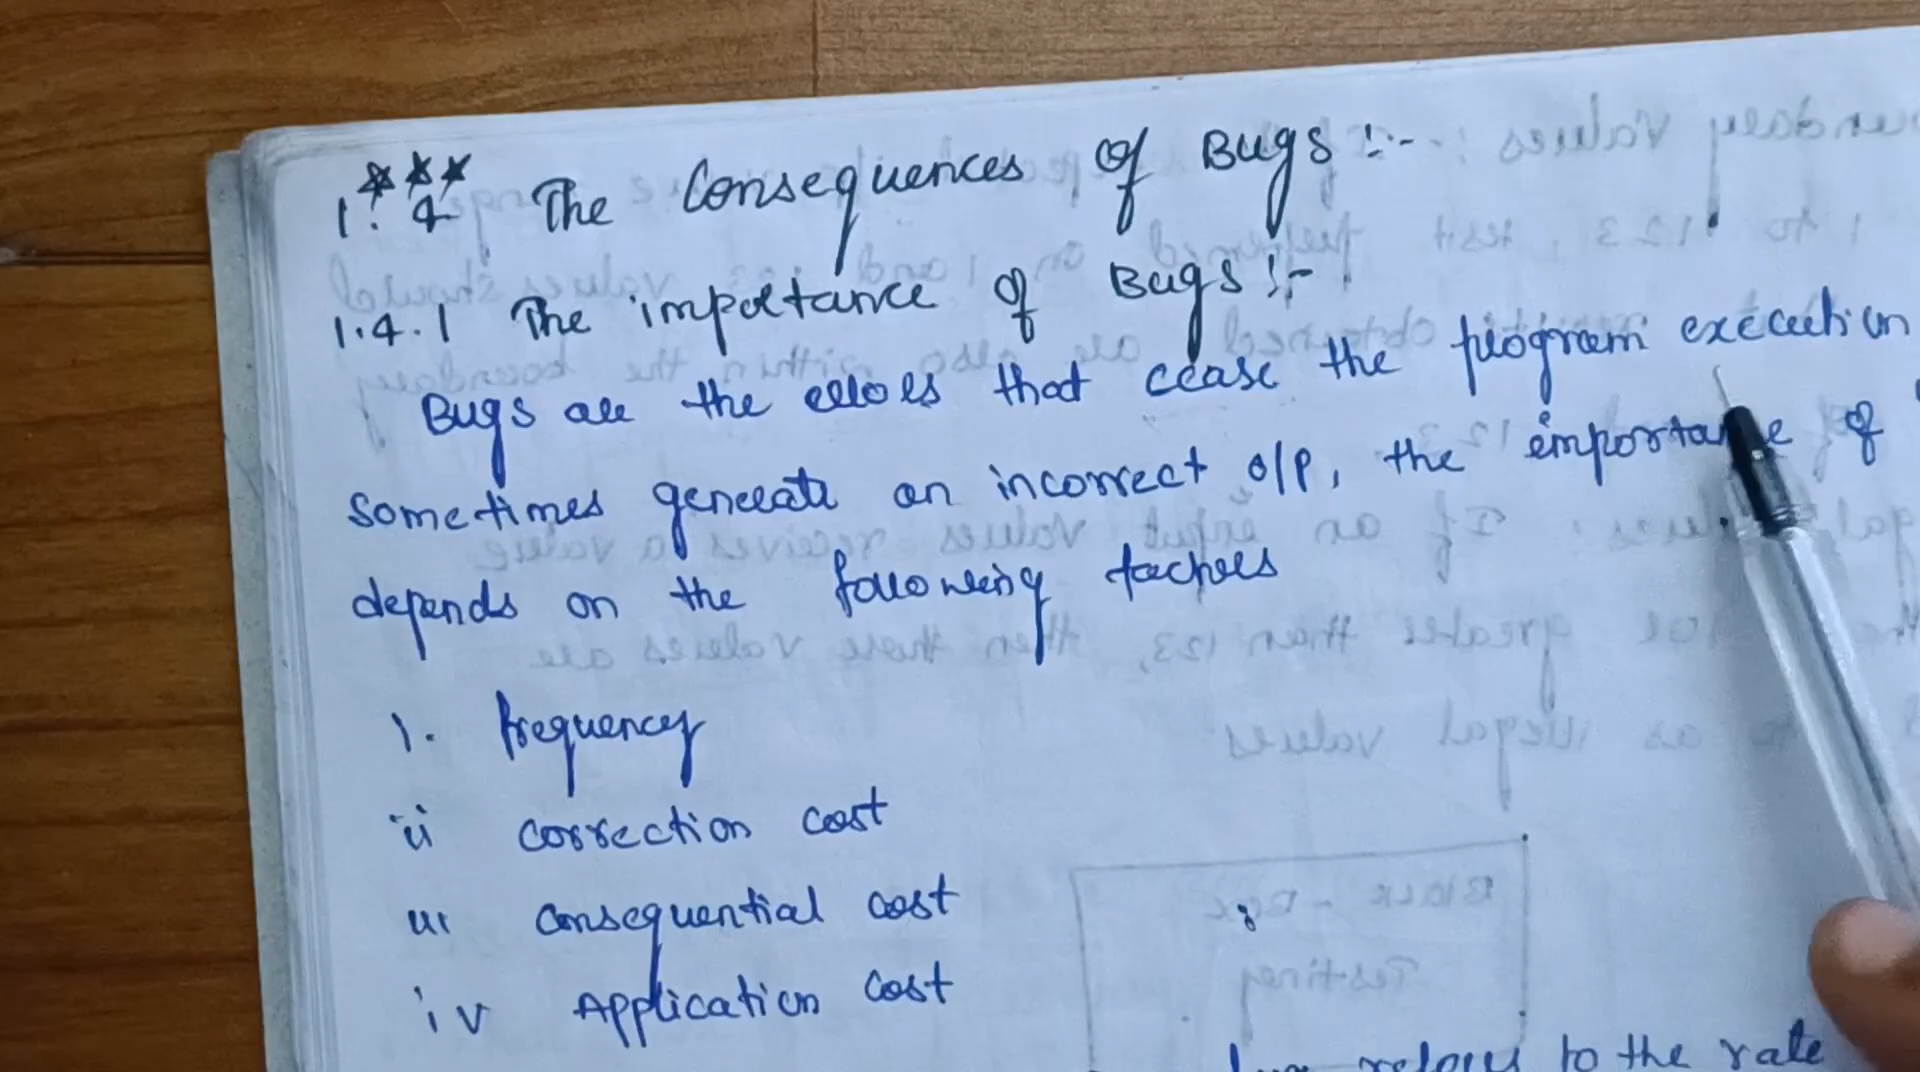 *** 
1.4 The Consequences of Bugs :-
1.4.1 The importance of Bugs :-
Bugs are the errors that cease the program execution
sometimes generate an incorrect o/p, the importance of
depends on the following factors
i. frequency
ii correction cost
iii consequential cost
iv Application cost
to the rate